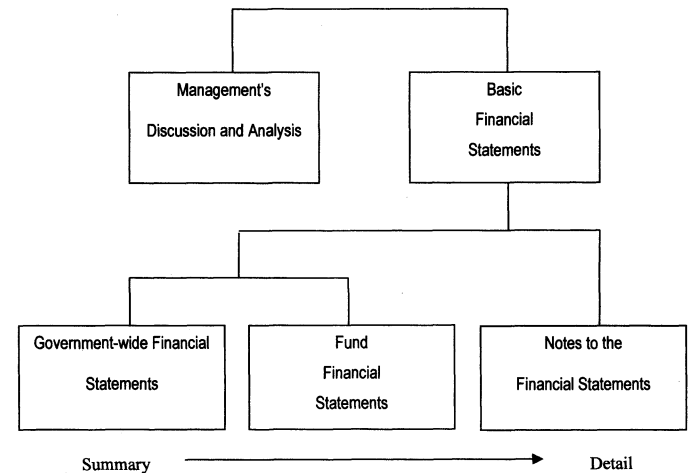 Management's
Discussion and Analysis
Basic
Financial
Statements
Government-wide Financial
Statements
Fund
Financial
Statements
Notes to the
Financial Statements
Summary
Detail